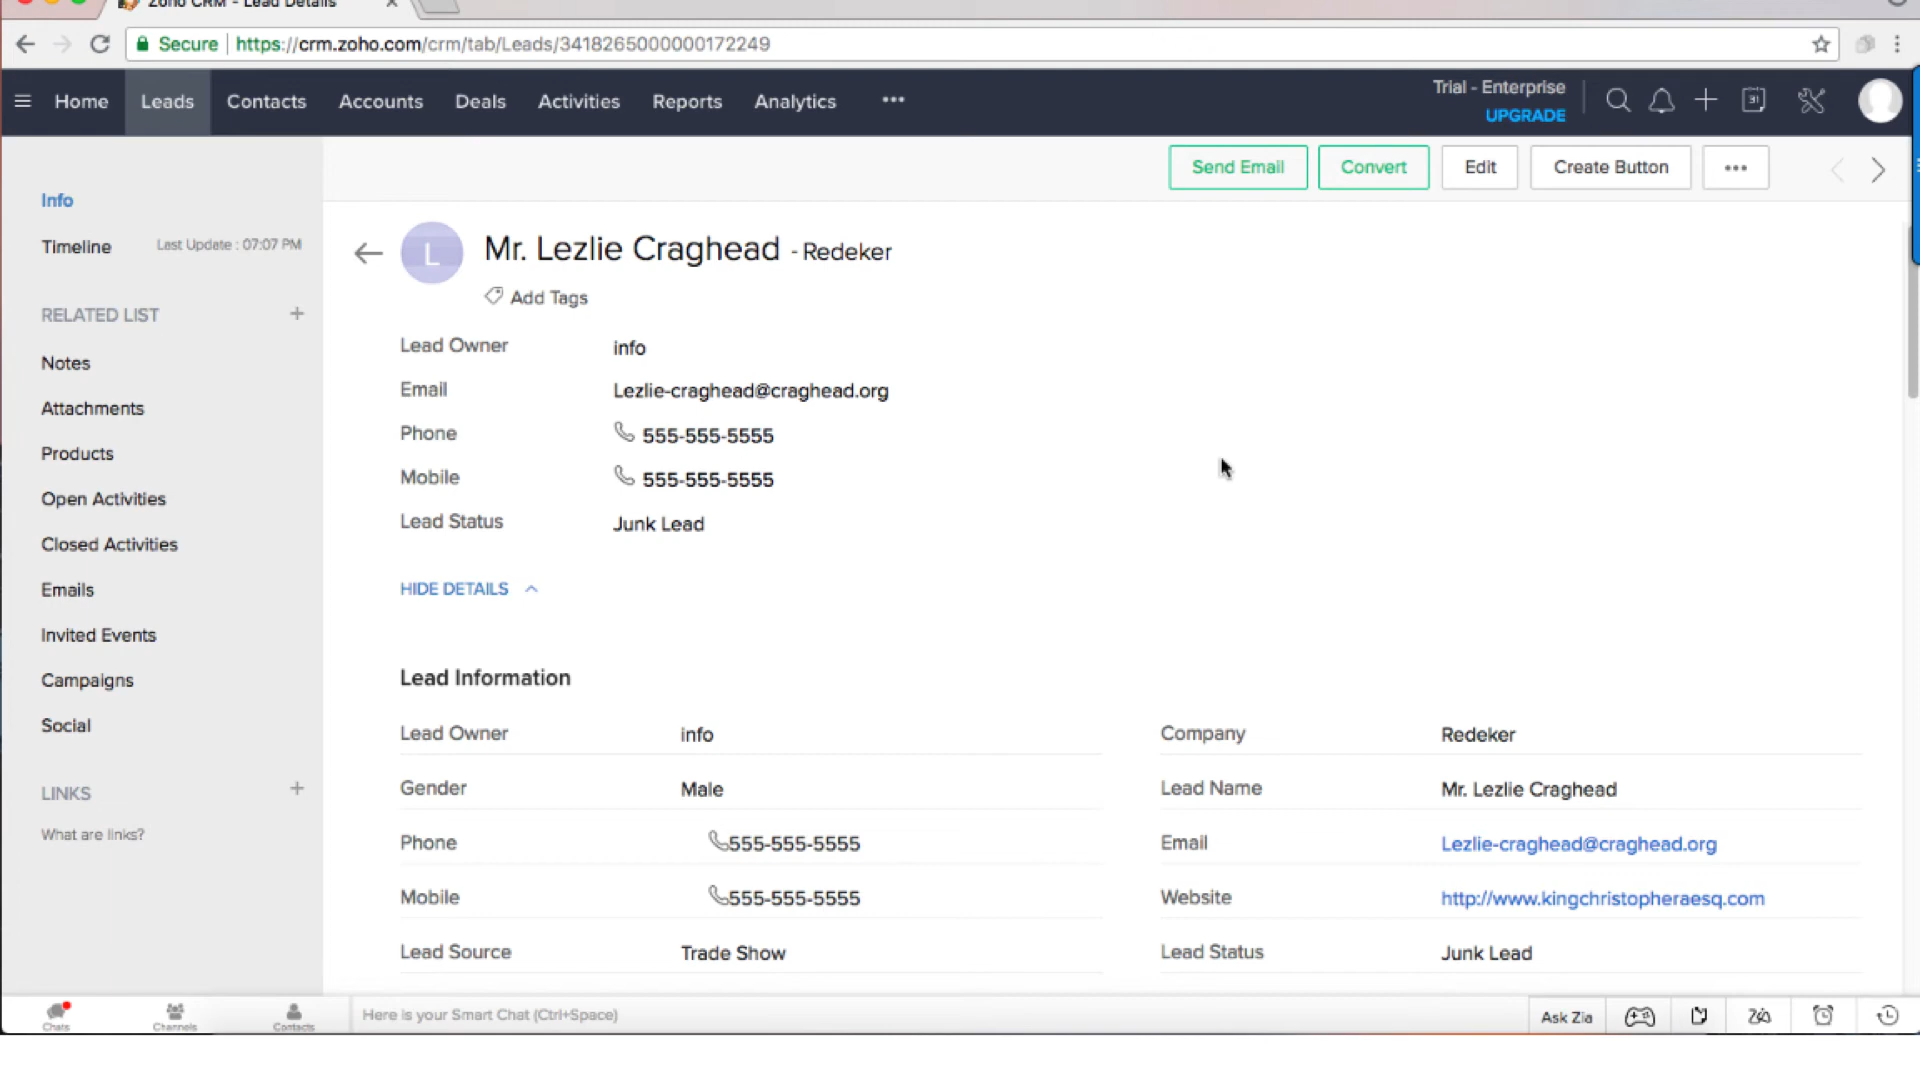 Zoho CRM - Lead Details
Secure | https://crm.zoho.com/crm/tab/Leads/3418265000000172249
Home Leads Contacts Accounts Deals Activities Reports Analytics ••• Trial - Enterprise
UPGRADE
31
Send Email Convert Edit Create Button •••
Info
Timeline Last Update : 07:07 PM
RELATED LIST +
Notes
Attachments
Products
Open Activities
Closed Activities
Emails
Invited Events
Campaigns
Social
LINKS +
What are links?
L
Mr. Lezlie Craghead - Redeker
Add Tags
Lead Owner info
Email Lezlie-craghead@craghead.org
Phone 555-555-5555
Mobile 555-555-5555
Lead Status Junk Lead
HIDE DETAILS
Lead Information
Lead Owner info Company Redeker
Gender Male Lead Name Mr. Lezlie Craghead
Phone 555-555-5555 Email Lezlie-craghead@craghead.org
Mobile 555-555-5555 Website http://www.kingchristopheraesq.com
Lead Source Trade Show Lead Status Junk Lead
Chats Channels Contacts Here is your Smart Chat (Ctrl+Space) Ask Zia